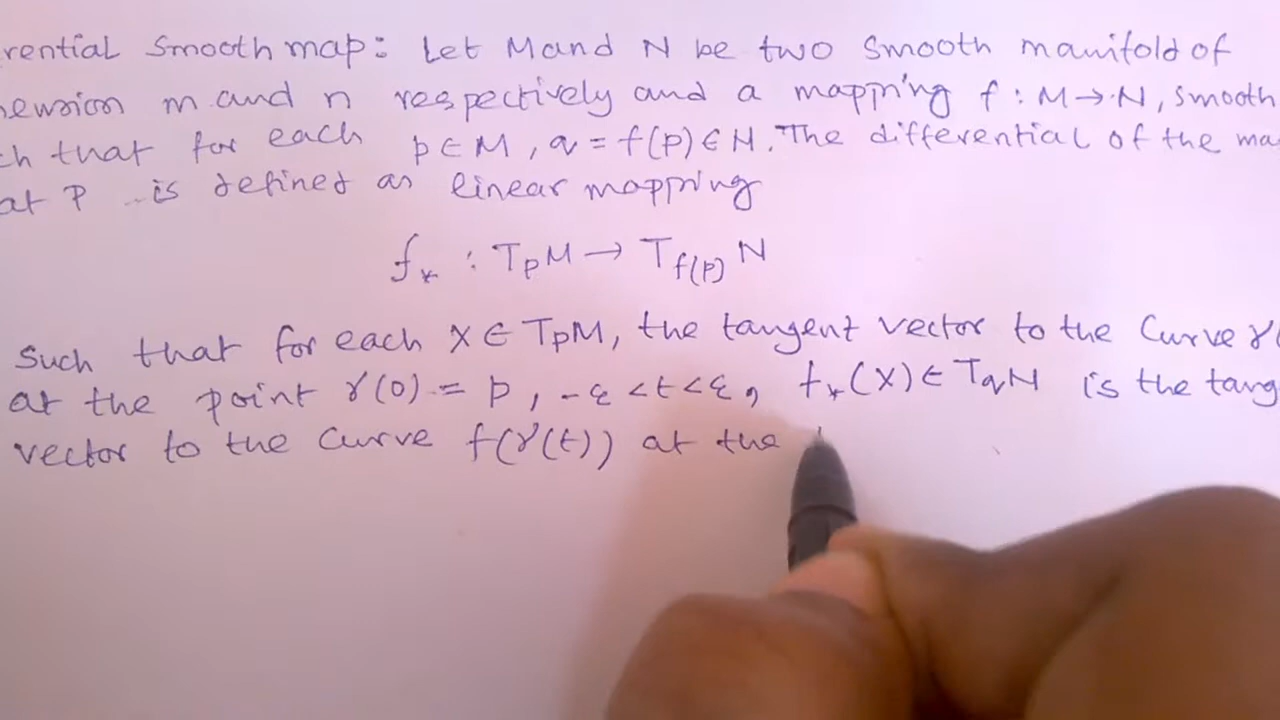 rential Smooth map: Let M and N be two smooth manifold of
m and n respectively and a mapping f : M → N, smooth
ch that for each p ∈ M, q = f(p) ∈ N. The differential of the ma
at P is defined as linear mapping
f* : TpM → Tf(p) N
Such that for each X ∈ TpM, the tangent vector to the Curve γ(
at the point γ(0) = p, -ε < t < ε, f*(X) ∈ TqN is the tang
vector to the curve f(γ(t)) at the